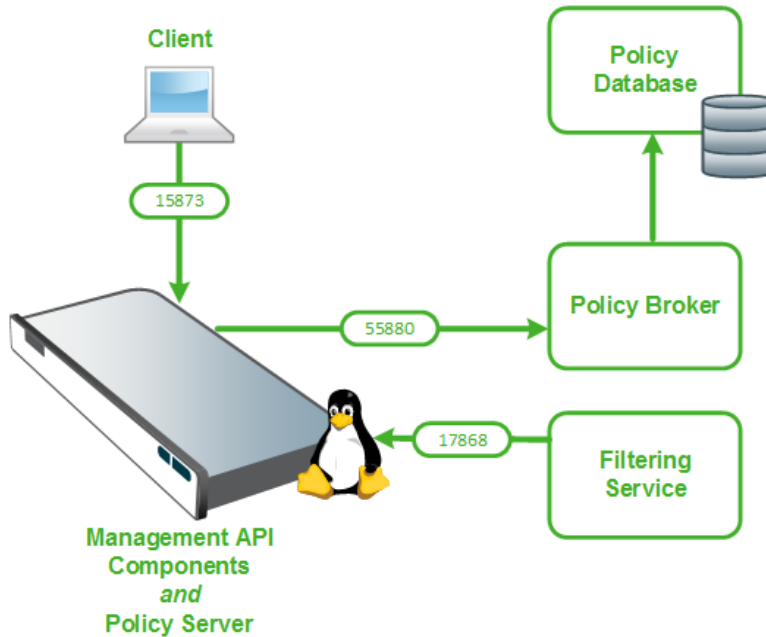 Client
Policy
Database
15873
Policy Broker
55880
17868
Filtering
Service
Management API
Components
and
Policy Server